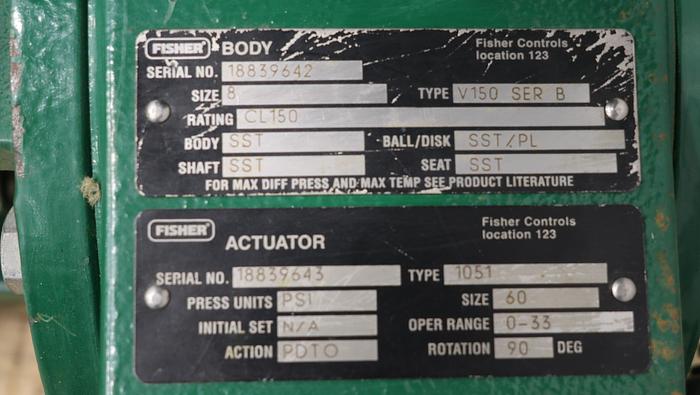 FISHER BODY Fisher Controls
location 123
SERIAL NO. 18839642
SIZE 8 TYPE V150 SER B
RATING CL150
BODY SST BALL/DISK SST/PL
SHAFT SST SEAT SST
FOR MAX DIFF PRESS AND MAX TEMP SEE PRODUCT LITERATURE
FISHER Fisher Controls
location 123
ACTUATOR
SERIAL NO. 18839643 TYPE 1051
PRESS UNITS PSI SIZE 60
INITIAL SET N/A OPER RANGE 0-33
ACTION PDTO ROTATION 90 DEG